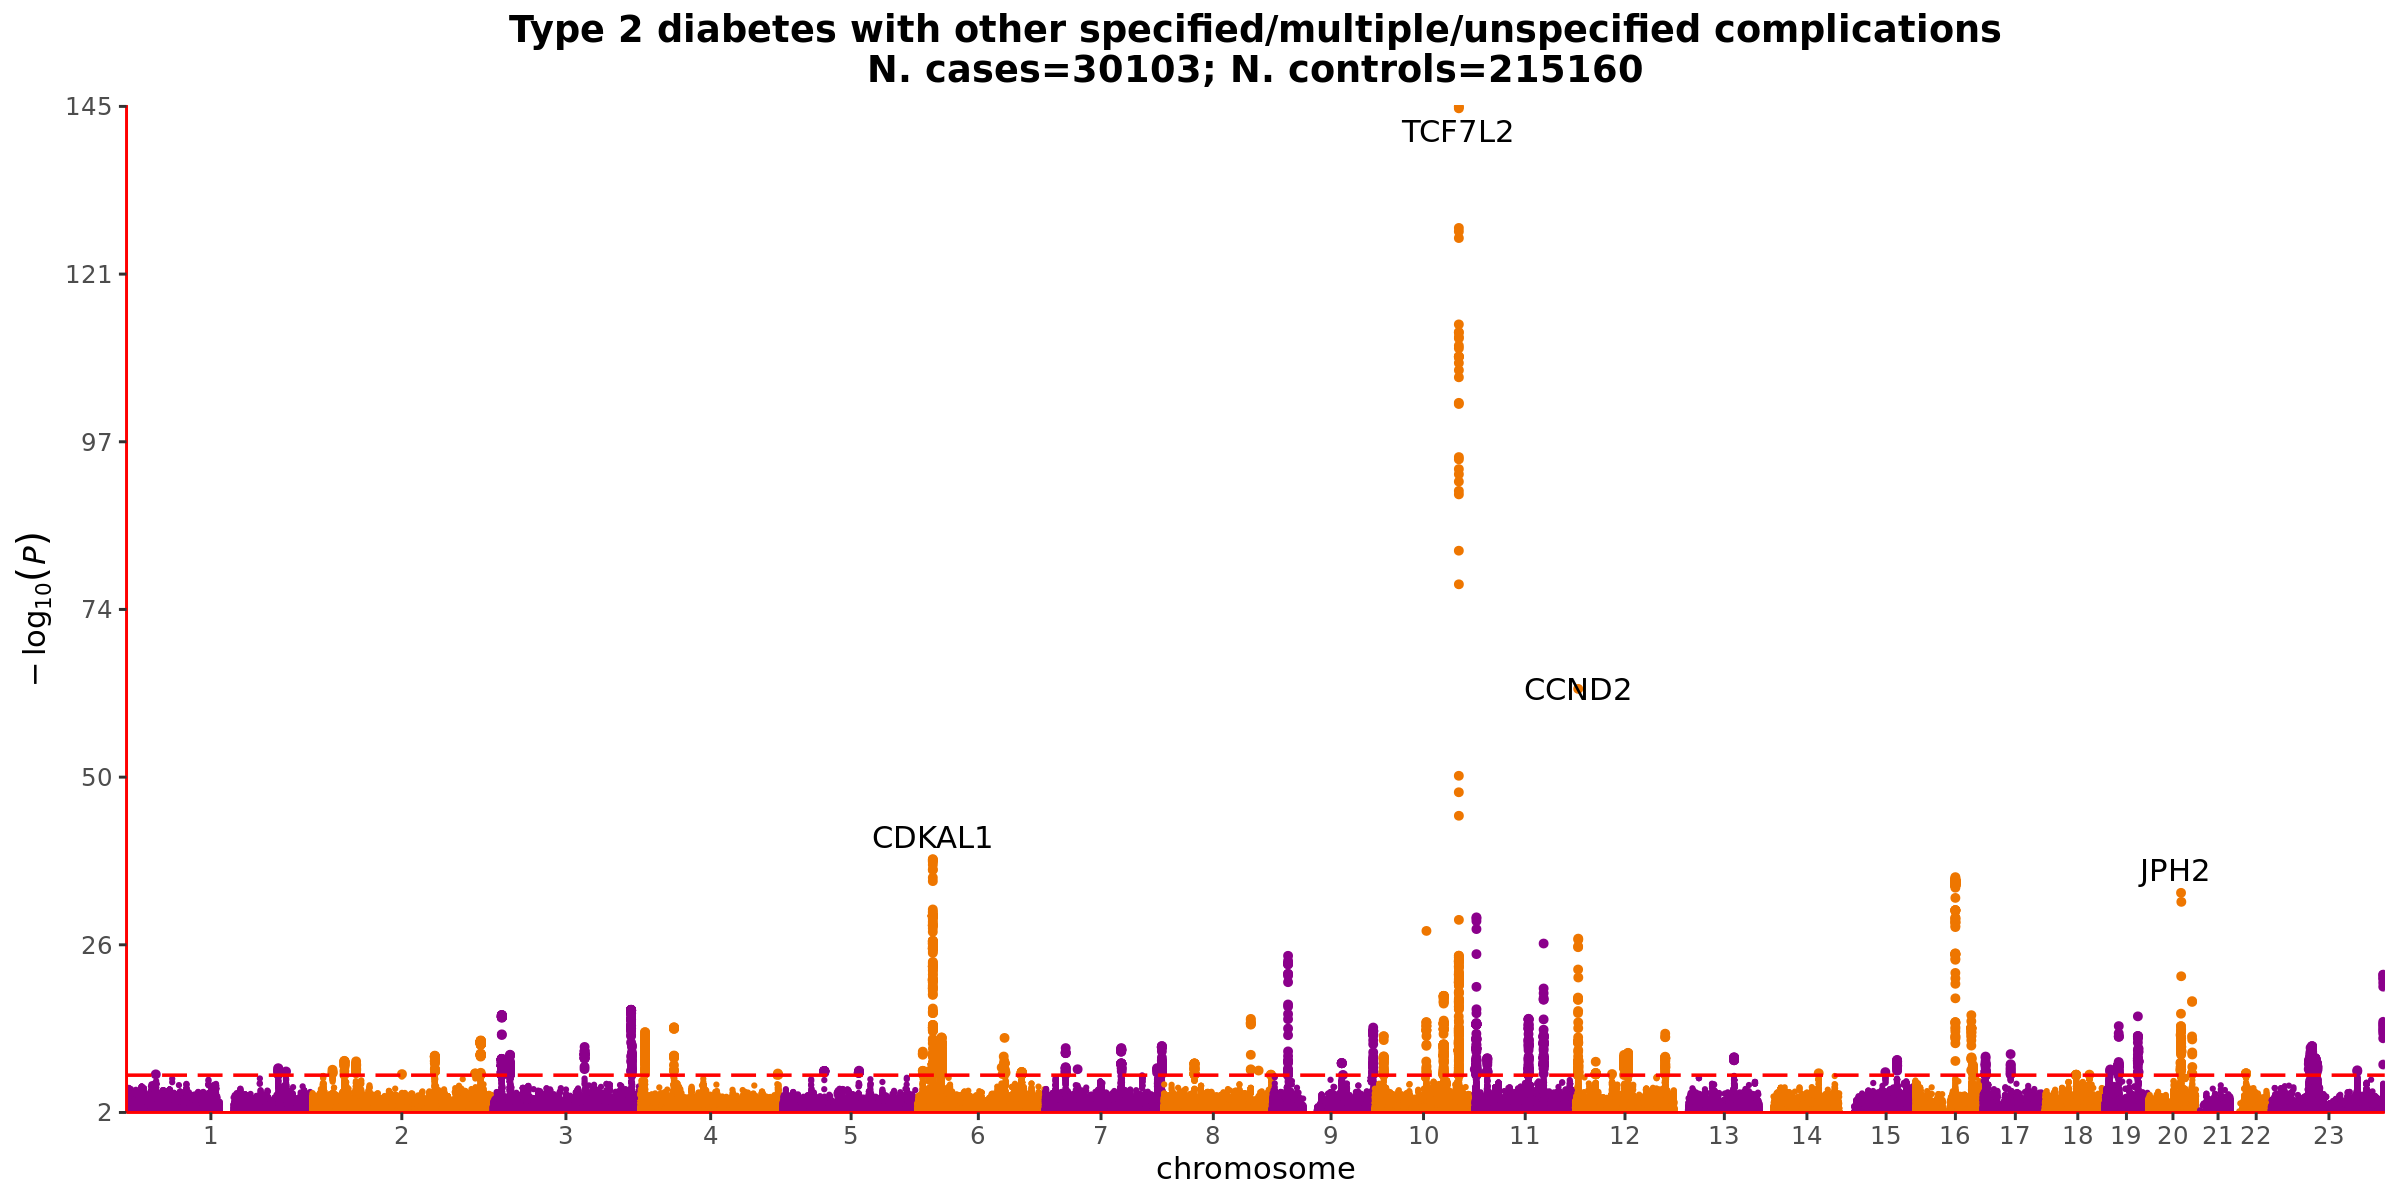 Type 2 diabetes with other specified/multiple/unspecified complications
N. cases=30103; N. controls=215160
145
121
97
74
50
26
2
−log10(P)
TCF7L2
CCND2
CDKAL1
JPH2
1 2 3 4 5 6 7 8 9 10 11 12 13 14 15 16 17 18 19 20 21 22 23
chromosome